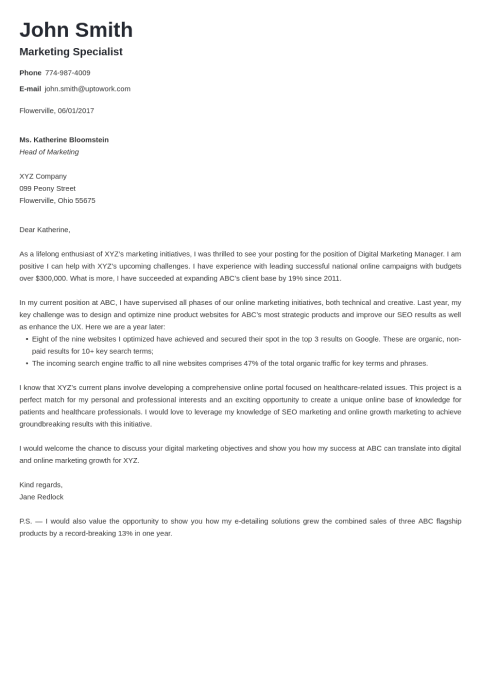 John Smith
Marketing Specialist
Phone 774-987-4009
E-mail john.smith@uptowork.com
Flowerville, 06/01/2017
Ms. Katherine Bloomstein
Head of Marketing
XYZ Company
099 Peony Street
Flowerville, Ohio 55675
Dear Katherine,
As a lifelong enthusiast of XYZ's marketing initiatives, I was thrilled to see your posting for the position of Digital Marketing Manager. I am
positive I can help with XYZ's upcoming challenges. I have experience with leading successful national online campaigns with budgets
over $300,000. What is more, I have succeeded at expanding ABC's client base by 19% since 2011.
In my current position at ABC, I have supervised all phases of our online marketing initiatives, both technical and creative. Last year, my
key challenge was to design and optimize nine product websites for ABC's most strategic products and improve our SEO results as well
as enhance the UX. Here we are a year later:
• Eight of the nine websites I optimized have achieved and secured their spot in the top 3 results on Google. These are organic, non-
paid results for 10+ key search terms;
• The incoming search engine traffic to all nine websites comprises 47% of the total organic traffic for key terms and phrases.
I know that XYZ's current plans involve developing a comprehensive online portal focused on healthcare-related issues. This project is a
perfect match for my personal and professional interests and an exciting opportunity to create a unique online base of knowledge for
patients and healthcare professionals. I would love to leverage my knowledge of SEO marketing and online growth marketing to achieve
groundbreaking results with this initiative.
I would welcome the chance to discuss your digital marketing objectives and show you how my success at ABC can translate into digital
and online marketing growth for XYZ.
Kind regards,
Jane Redlock
P.S. — I would also value the opportunity to show you how my e-detailing solutions grew the combined sales of three ABC flagship
products by a record-breaking 13% in one year.